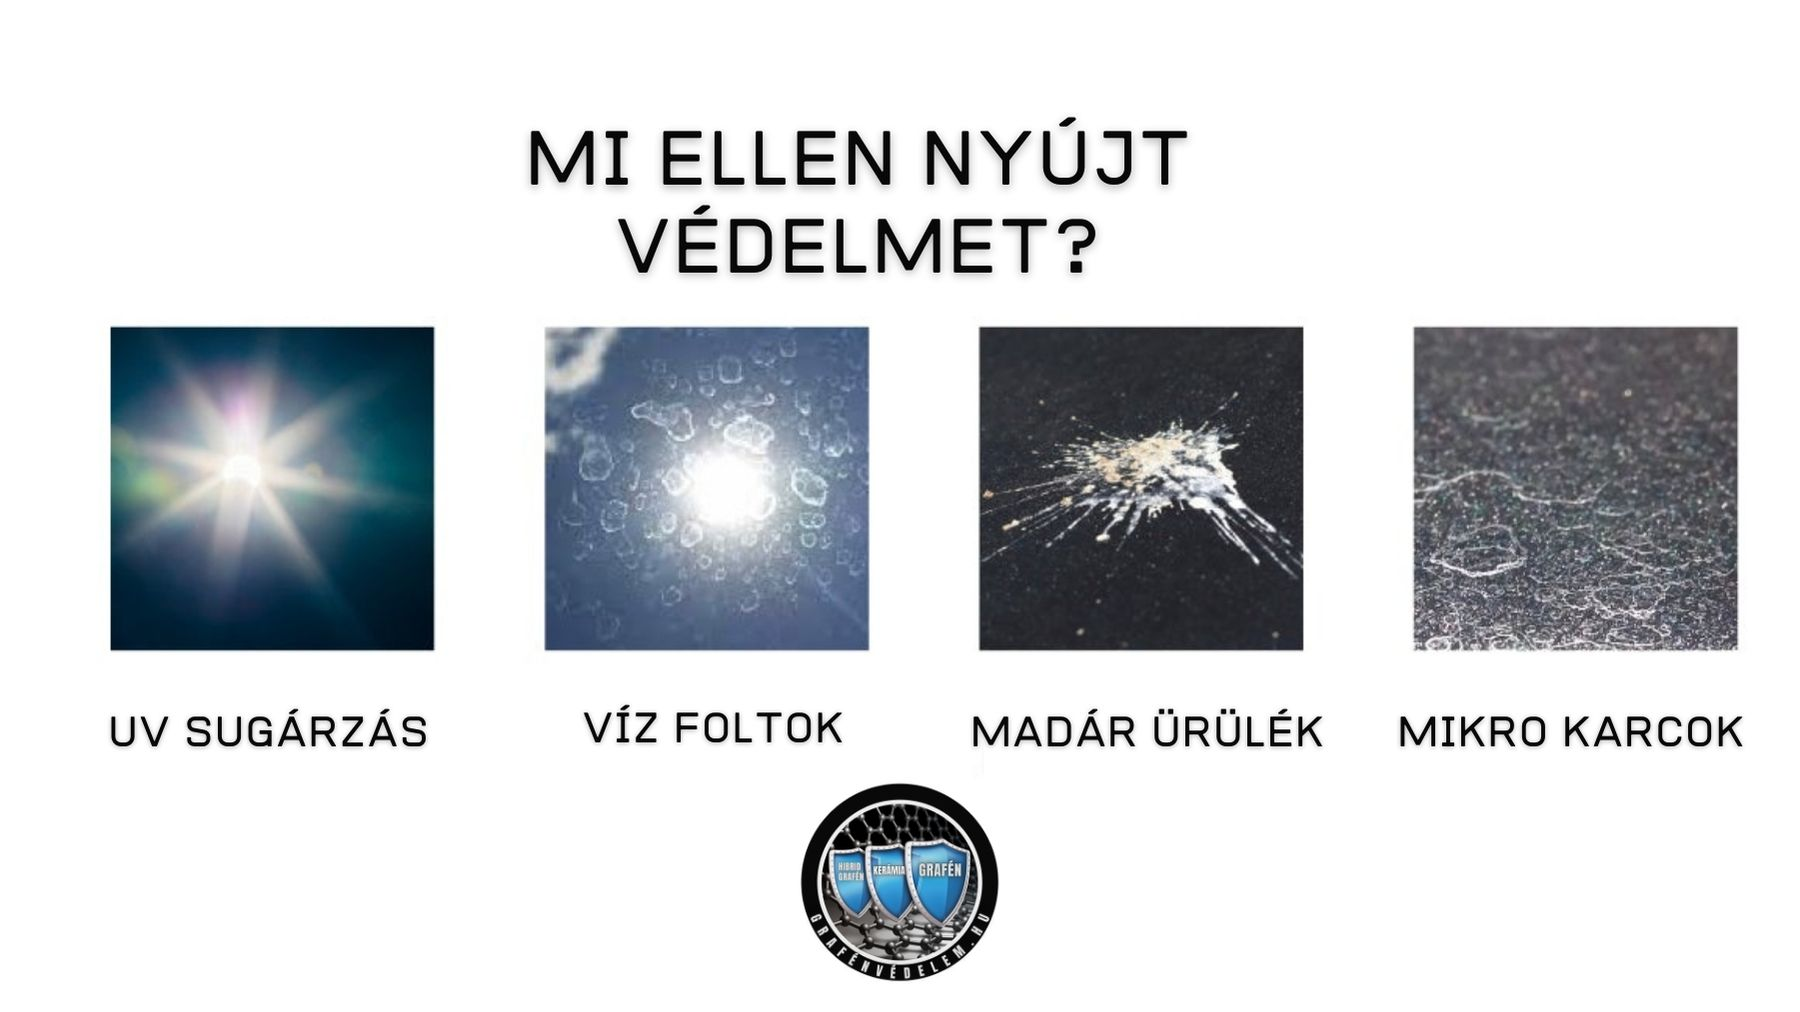 MI ELLEN NYÚJT
VÉDELMET?
UV SUGÁRZÁS
VÍZ FOLTOK
MADÁR ÜRÜLÉK
MIKRO KARCOK
HIBRID
GRAFÉN
KERÁMIA
GRAFÉN
GRAFÉNVÉDELEM.HU